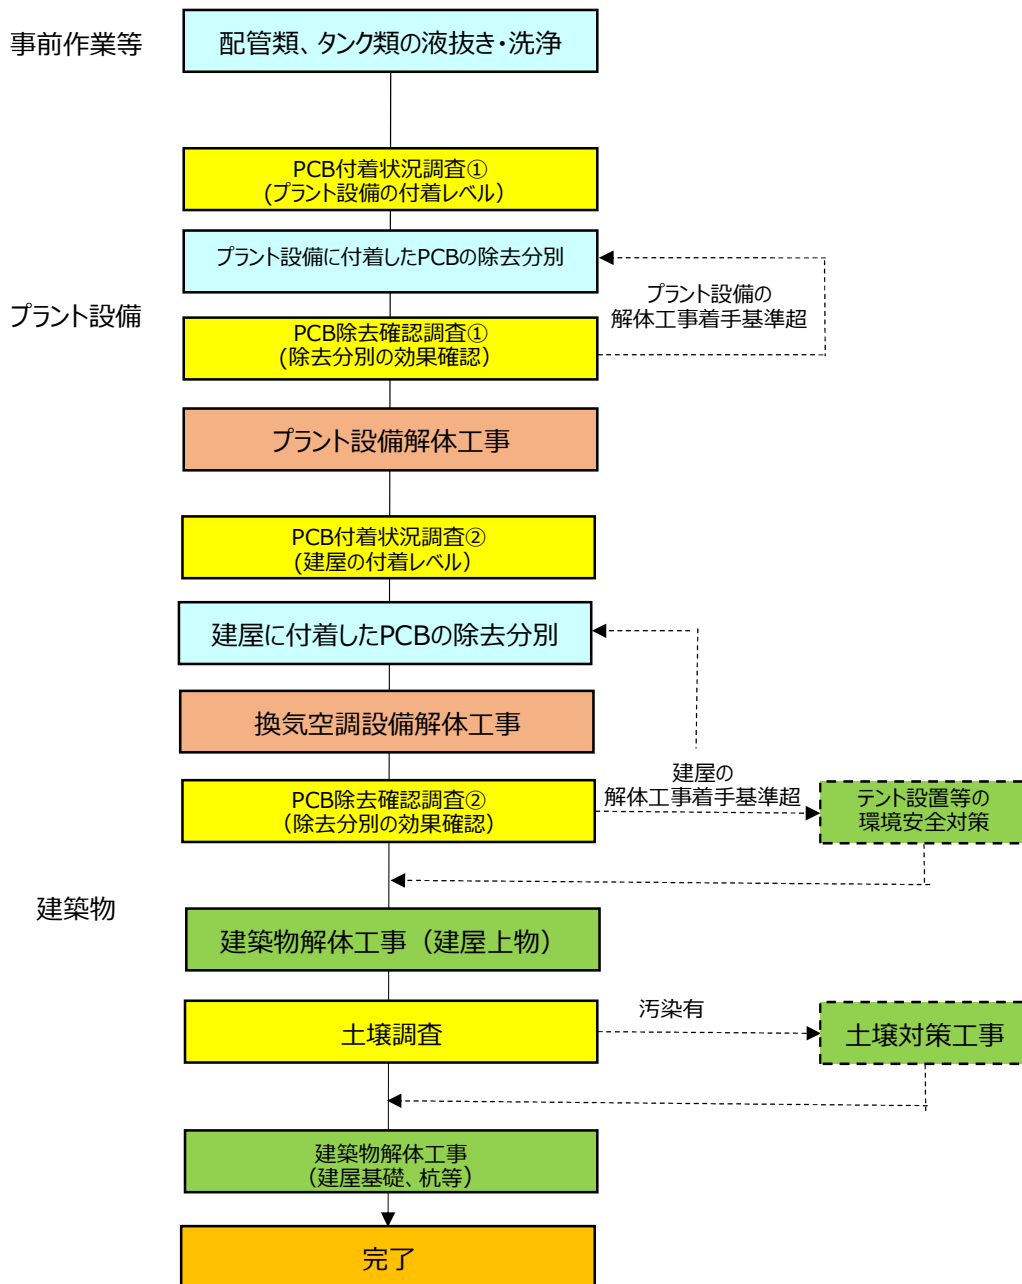 事前作業等
配管類、タンク類の液抜き・洗浄
PCB付着状況調査①
(プラント設備の付着レベル）
プラント設備に付着したPCBの除去分別
プラント設備の
解体工事着手基準超
プラント設備
PCB除去確認調査①
(除去分別の効果確認）
プラント設備解体工事
PCB付着状況調査②
(建屋の付着レベル）
建屋に付着したPCBの除去分別
換気空調設備解体工事
建屋の
解体工事着手基準超
PCB除去確認調査②
（除去分別の効果確認）
テント設置等の
環境安全対策
建築物
建築物解体工事（建屋上物）
土壌調査
汚染有
土壌対策工事
建築物解体工事
（建屋基礎、杭等）
完了